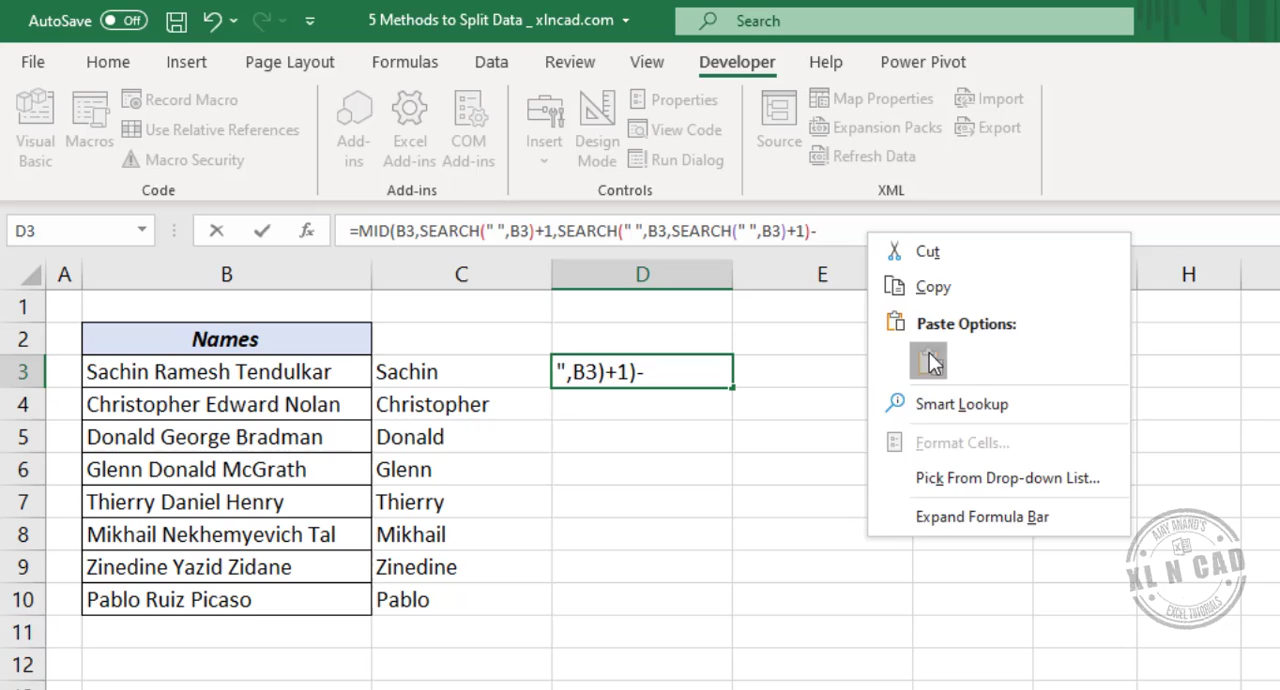 AutoSave Off 5 Methods to Split Data _ xlncad.com Search
File Home Insert Page Layout Formulas Data Review View Developer Help Power Pivot
Visual Basic
Macros
Record Macro
Use Relative References
Macro Security
Code
Add-ins
Excel Add-ins
COM Add-ins
Add-ins
Insert
Design Mode
Properties
View Code
Run Dialog
Controls
Source
Map Properties
Expansion Packs
Refresh Data
Import
Export
XML
D3 fx =MID(B3,SEARCH(" ",B3)+1,SEARCH(" ",B3,SEARCH(" ",B3)+1)-
A B C D E H
1
2 Names
3 Sachin Ramesh Tendulkar Sachin ",B3)+1)-
4 Christopher Edward Nolan Christopher
5 Donald George Bradman Donald
6 Glenn Donald McGrath Glenn
7 Thierry Daniel Henry Thierry
8 Mikhail Nekhemyevich Tal Mikhail
9 Zinedine Yazid Zidane Zinedine
10 Pablo Ruiz Picaso Pablo
11
12
Cut
Copy
Paste Options:
Smart Lookup
Format Cells...
Pick From Drop-down List...
Expand Formula Bar
AJAY ANAND'S
XL N CAD
EXCEL TUTORIALS